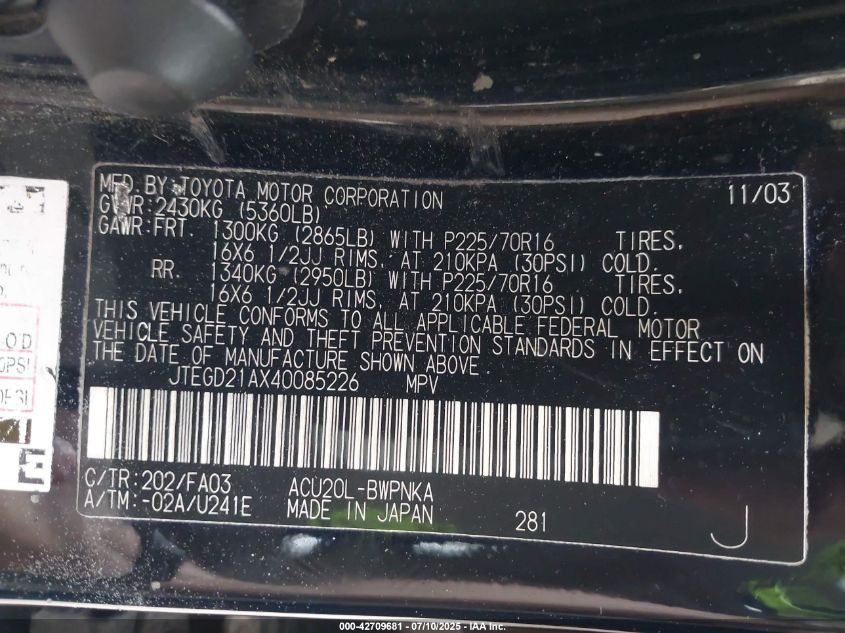 MFD. BY: TOYOTA MOTOR CORPORATION 11/03
GVWR: 2430KG (5360LB)
GAWR: FRT. 1300KG (2865LB) WITH P225/70R16 TIRES,
16X6 1/2JJ RIMS, AT 210KPA (30PSI) COLD.
RR. 1340KG (2950LB) WITH P225/70R16 TIRES,
16X6 1/2JJ RIMS, AT 210KPA (30PSI) COLD.
THIS VEHICLE CONFORMS TO ALL APPLICABLE FEDERAL MOTOR
VEHICLE SAFETY AND THEFT PREVENTION STANDARDS IN EFFECT ON
THE DATE OF MANUFACTURE SHOWN ABOVE
JTEGD21AX40085226 MPV
C/TR: 202/FA03 ACU20L-BWPNKA
A/TM: -02A/U241E MADE IN JAPAN 281 J
E
000-42709681 - 07/10/2025 - IAA Inc.